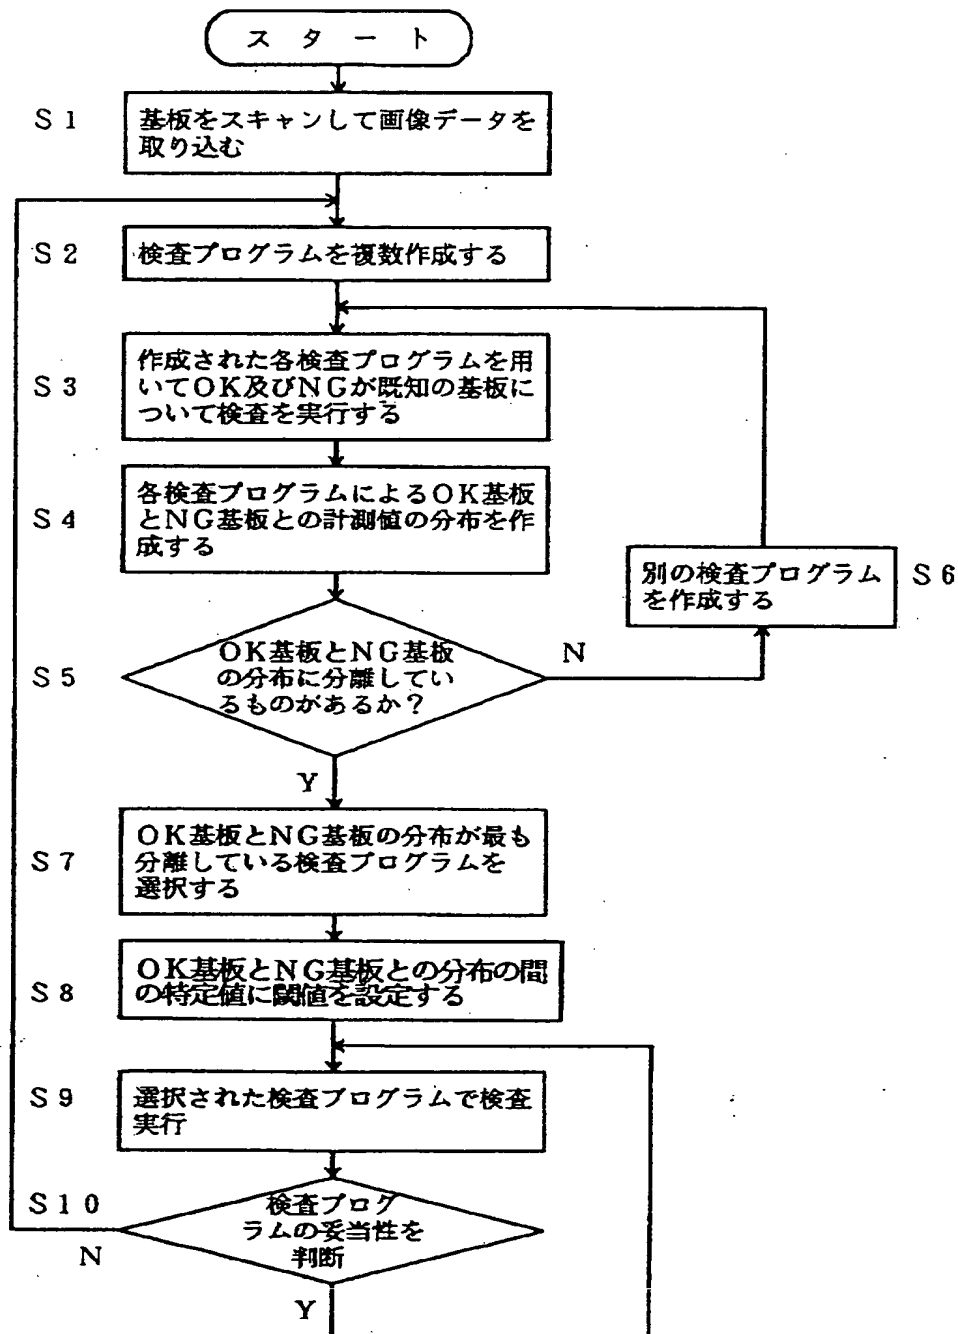 スタート
S1
基板をスキャンして画像データを
取り込む
S2
検査プログラムを複数作成する
S3
作成された各検査プログラムを用
いてOK及びNGが既知の基板に
ついて検査を実行する
S4
各検査プログラムによるOK基板
とNG基板との計測値の分布を作
成する
別の検査プログラム
を作成する
S6
S5
OK基板とNG基板
の分布に分離してい
るものがあるか？
N
Y
S7
OK基板とNG基板の分布が最も
分離している検査プログラムを
選択する
S8
OK基板とNG基板との分布の間
の特定値に閾値を設定する
S9
選択された検査プログラムで検査
実行
S10
検査プログ
ラムの妥当性を
判断
N
Y